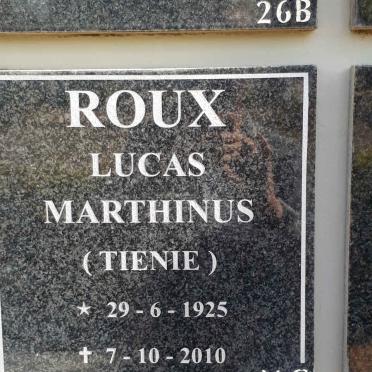 26B
ROUX
LUCAS
MARTHINUS
( TIENIE )
★ 29 - 6 - 1925
✝ 7 - 10 - 2010